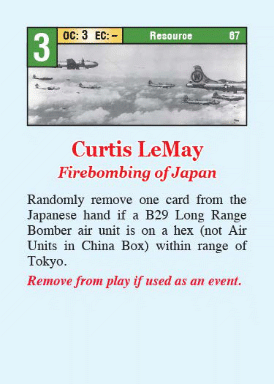 3 OC: 3 EC: – Resource 67
Curtis LeMay
Firebombing of Japan
Randomly remove one card from the
Japanese hand if a B29 Long Range
Bomber air unit is on a hex (not Air
Units in China Box) within range of
Tokyo.
Remove from play if used as an event.